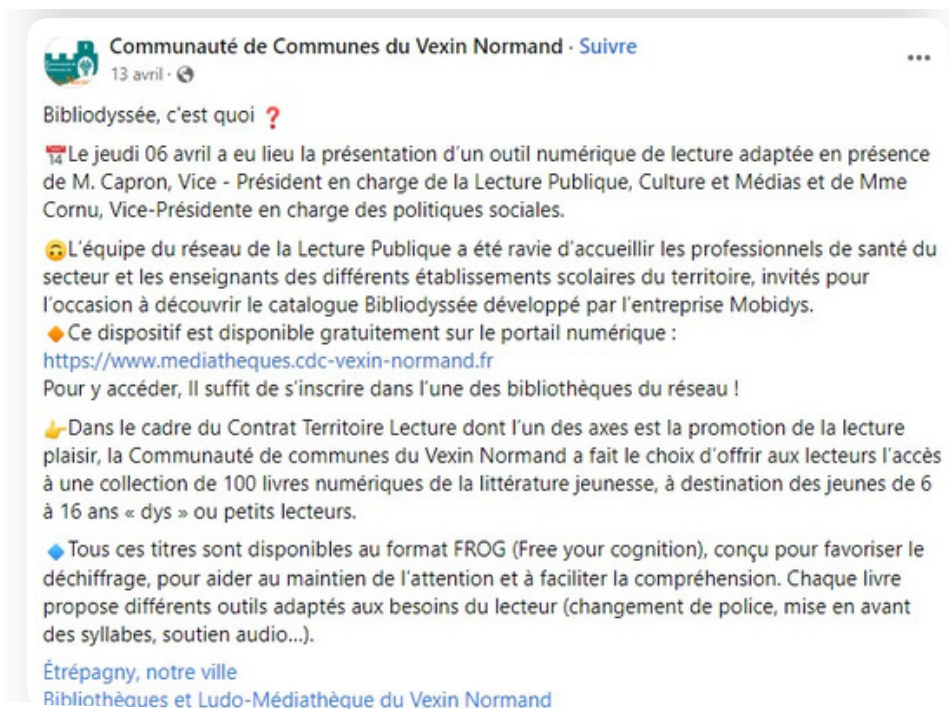 Communauté de Communes du Vexin Normand · Suivre
13 avril ·
Bibliodyssée, c'est quoi ❓
📅Le jeudi 06 avril a eu lieu la présentation d'un outil numérique de lecture adaptée en présence
de M. Capron, Vice - Président en charge de la Lecture Publique, Culture et Médias et de Mme
Cornu, Vice-Présidente en charge des politiques sociales.
🙃L'équipe du réseau de la Lecture Publique a été ravie d'accueillir les professionnels de santé du
secteur et les enseignants des différents établissements scolaires du territoire, invités pour
l'occasion à découvrir le catalogue Bibliodyssée développé par l'entreprise Mobidys.
🔸Ce dispositif est disponible gratuitement sur le portail numérique :
https://www.mediatheques.cdc-vexin-normand.fr
Pour y accéder, Il suffit de s'inscrire dans l'une des bibliothèques du réseau !
👉Dans le cadre du Contrat Territoire Lecture dont l'un des axes est la promotion de la lecture
plaisir, la Communauté de communes du Vexin Normand a fait le choix d'offrir aux lecteurs l'accès
à une collection de 100 livres numériques de la littérature jeunesse, à destination des jeunes de 6
à 16 ans « dys » ou petits lecteurs.
🔹Tous ces titres sont disponibles au format FROG (Free your cognition), conçu pour favoriser le
déchiffrage, pour aider au maintien de l'attention et à faciliter la compréhension. Chaque livre
propose différents outils adaptés aux besoins du lecteur (changement de police, mise en avant
des syllabes, soutien audio...).
Étrépagny, notre ville
Bibliothèques et Ludo-Médiathèque du Vexin Normand